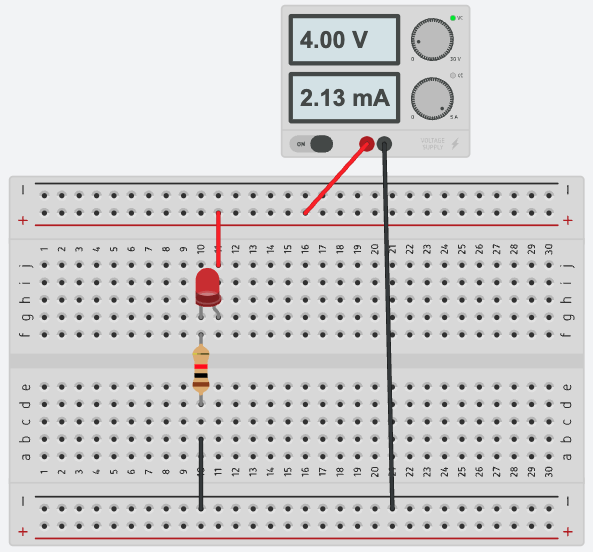 VC
4.00 V
0 30 V
CC
2.13 mA
0 5 A
ON
VOLTAGE
SUPPLY
− −
+ +
1 2 3 4 5 6 7 8 9 10 11 12 13 14 15 16 17 18 19 20 21 22 23 24 25 26 27 28 29 30
j j
i i
h h
g g
f f
e e
d d
c c
b b
a a
1 2 3 4 5 6 7 8 9 10 11 12 13 14 15 16 17 18 19 20 21 22 23 24 25 26 27 28 29 30
− −
+ +